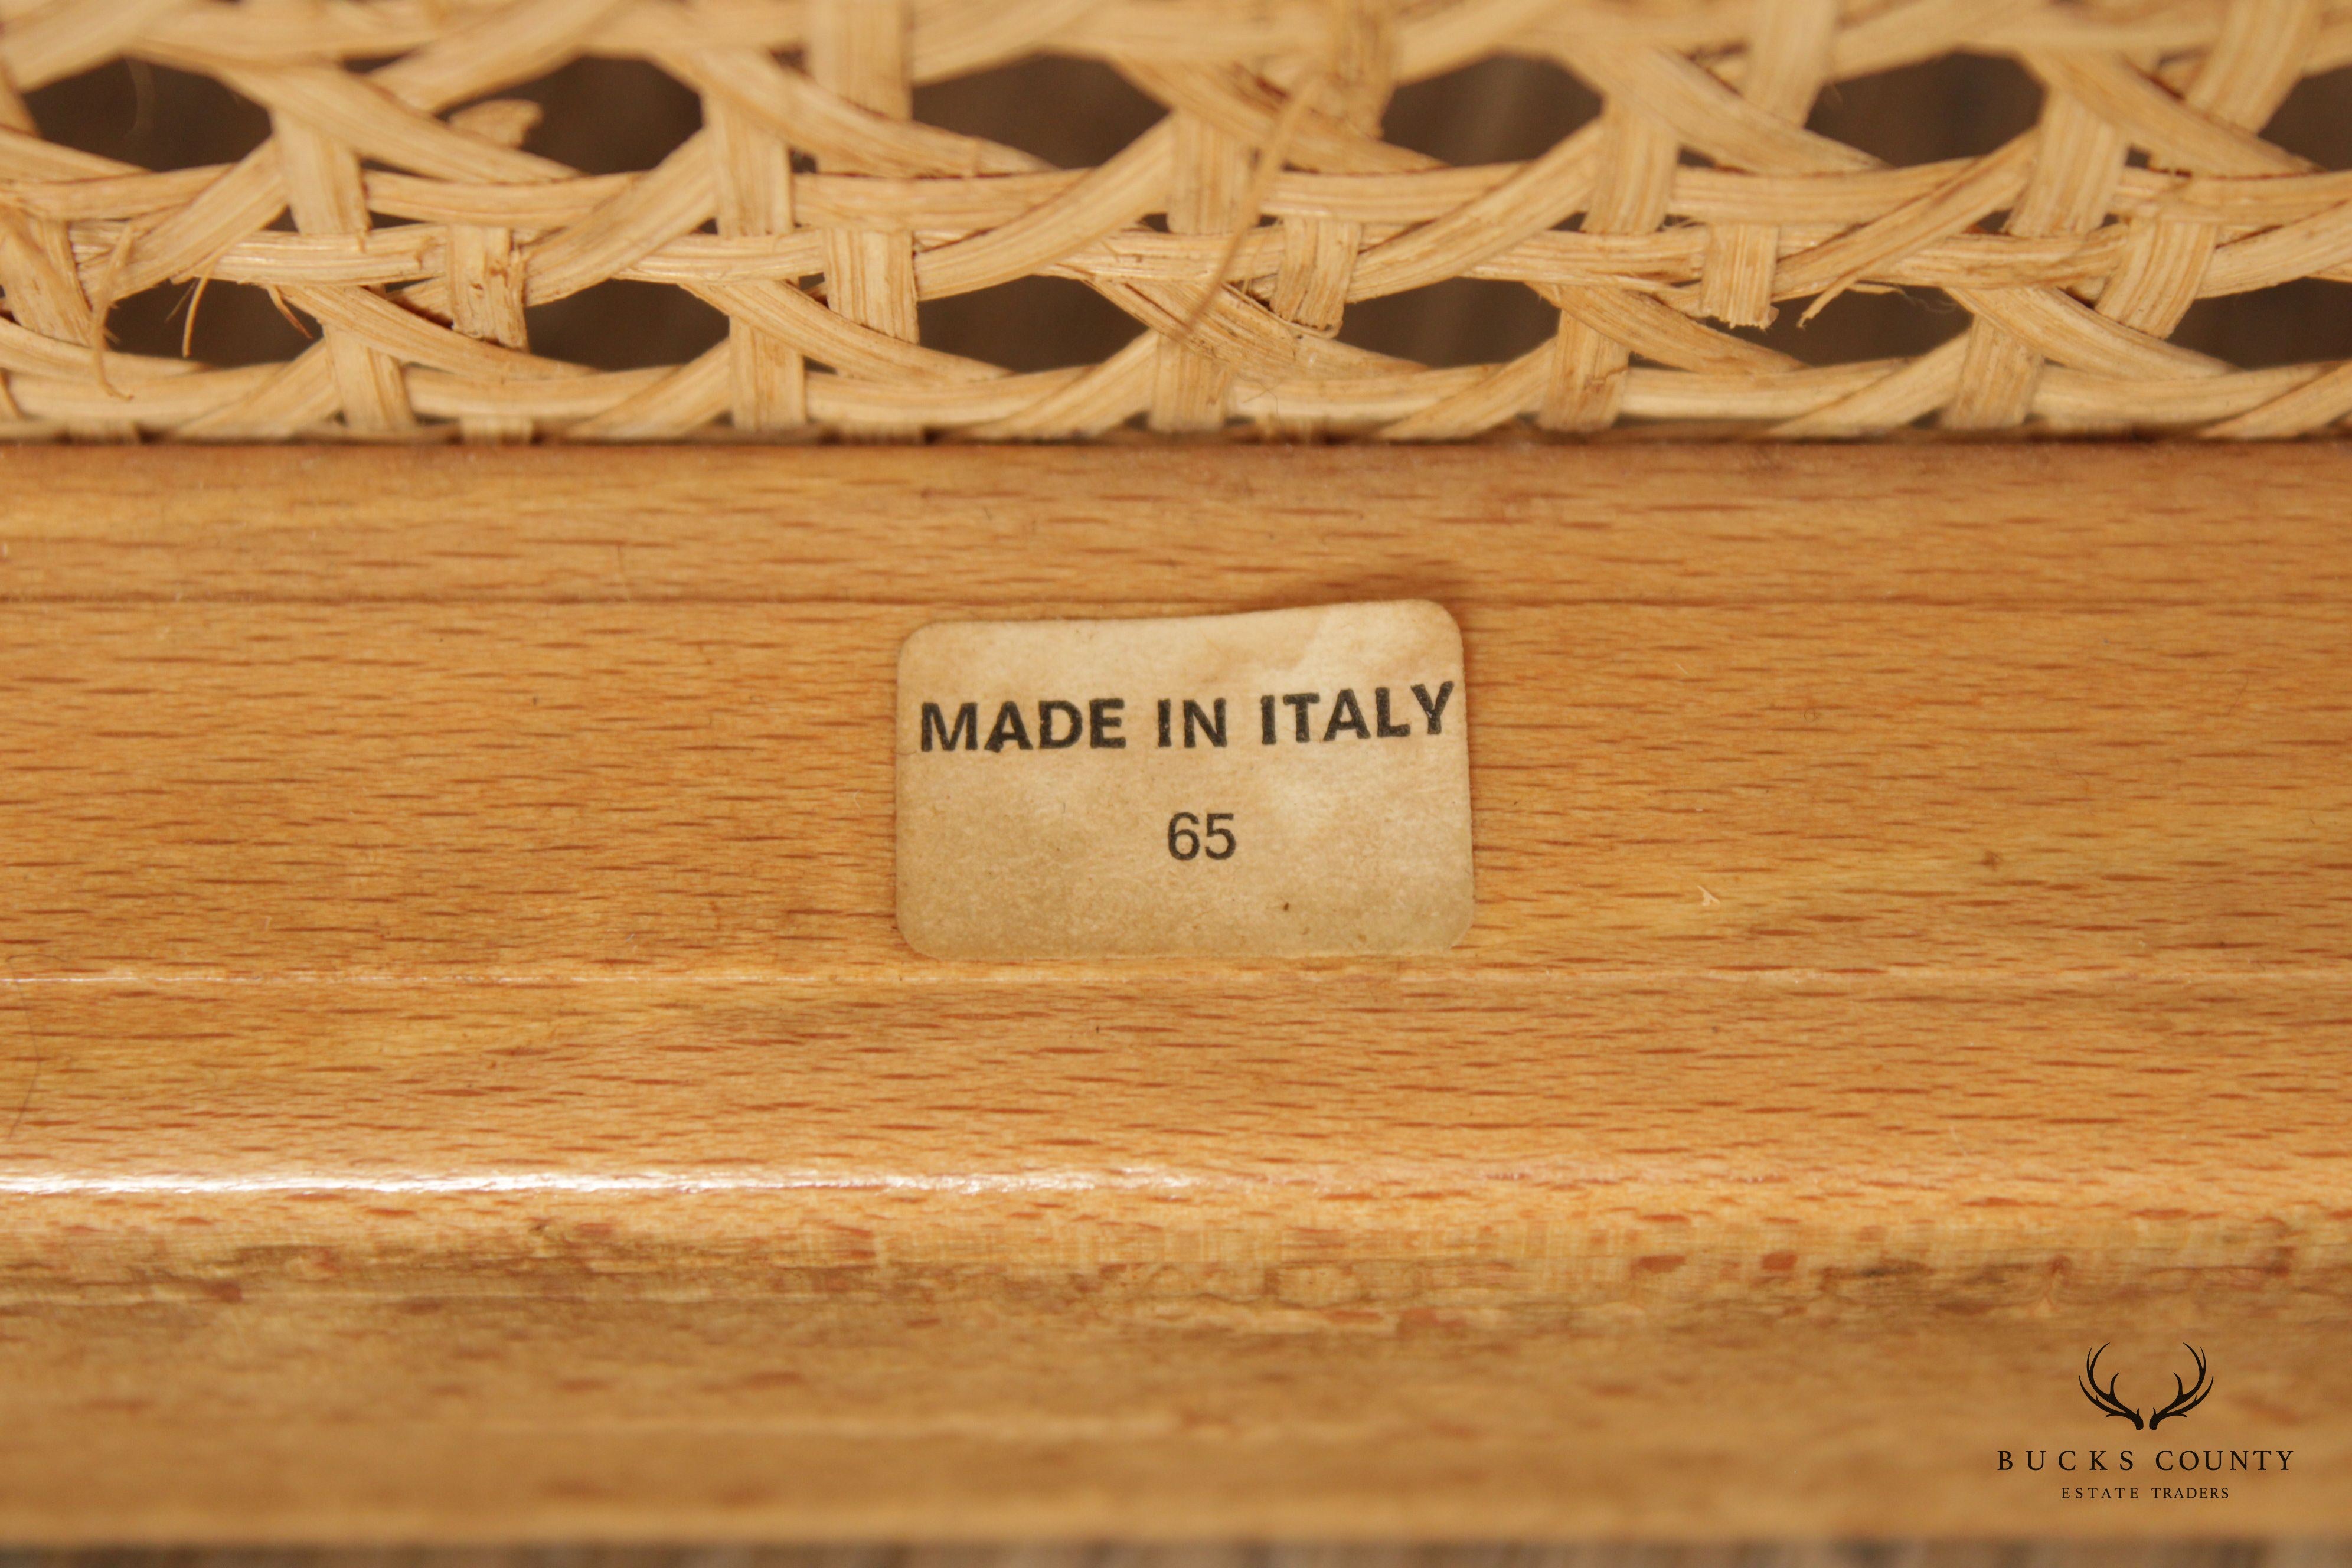 MADE IN ITALY
65
BUCKS COUNTY
ESTATE TRADERS